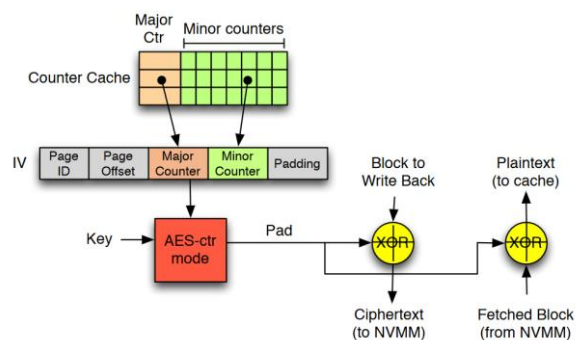 Major
Ctr
Minor counters
Counter Cache
IV
Page
ID
Page
Offset
Major
Counter
Minor
Counter
Padding
Block to
Write Back
Plaintext
(to cache)
Key
AES-ctr
mode
Pad
XOR
XOR
Ciphertext
(to NVMM)
Fetched Block
(from NVMM)